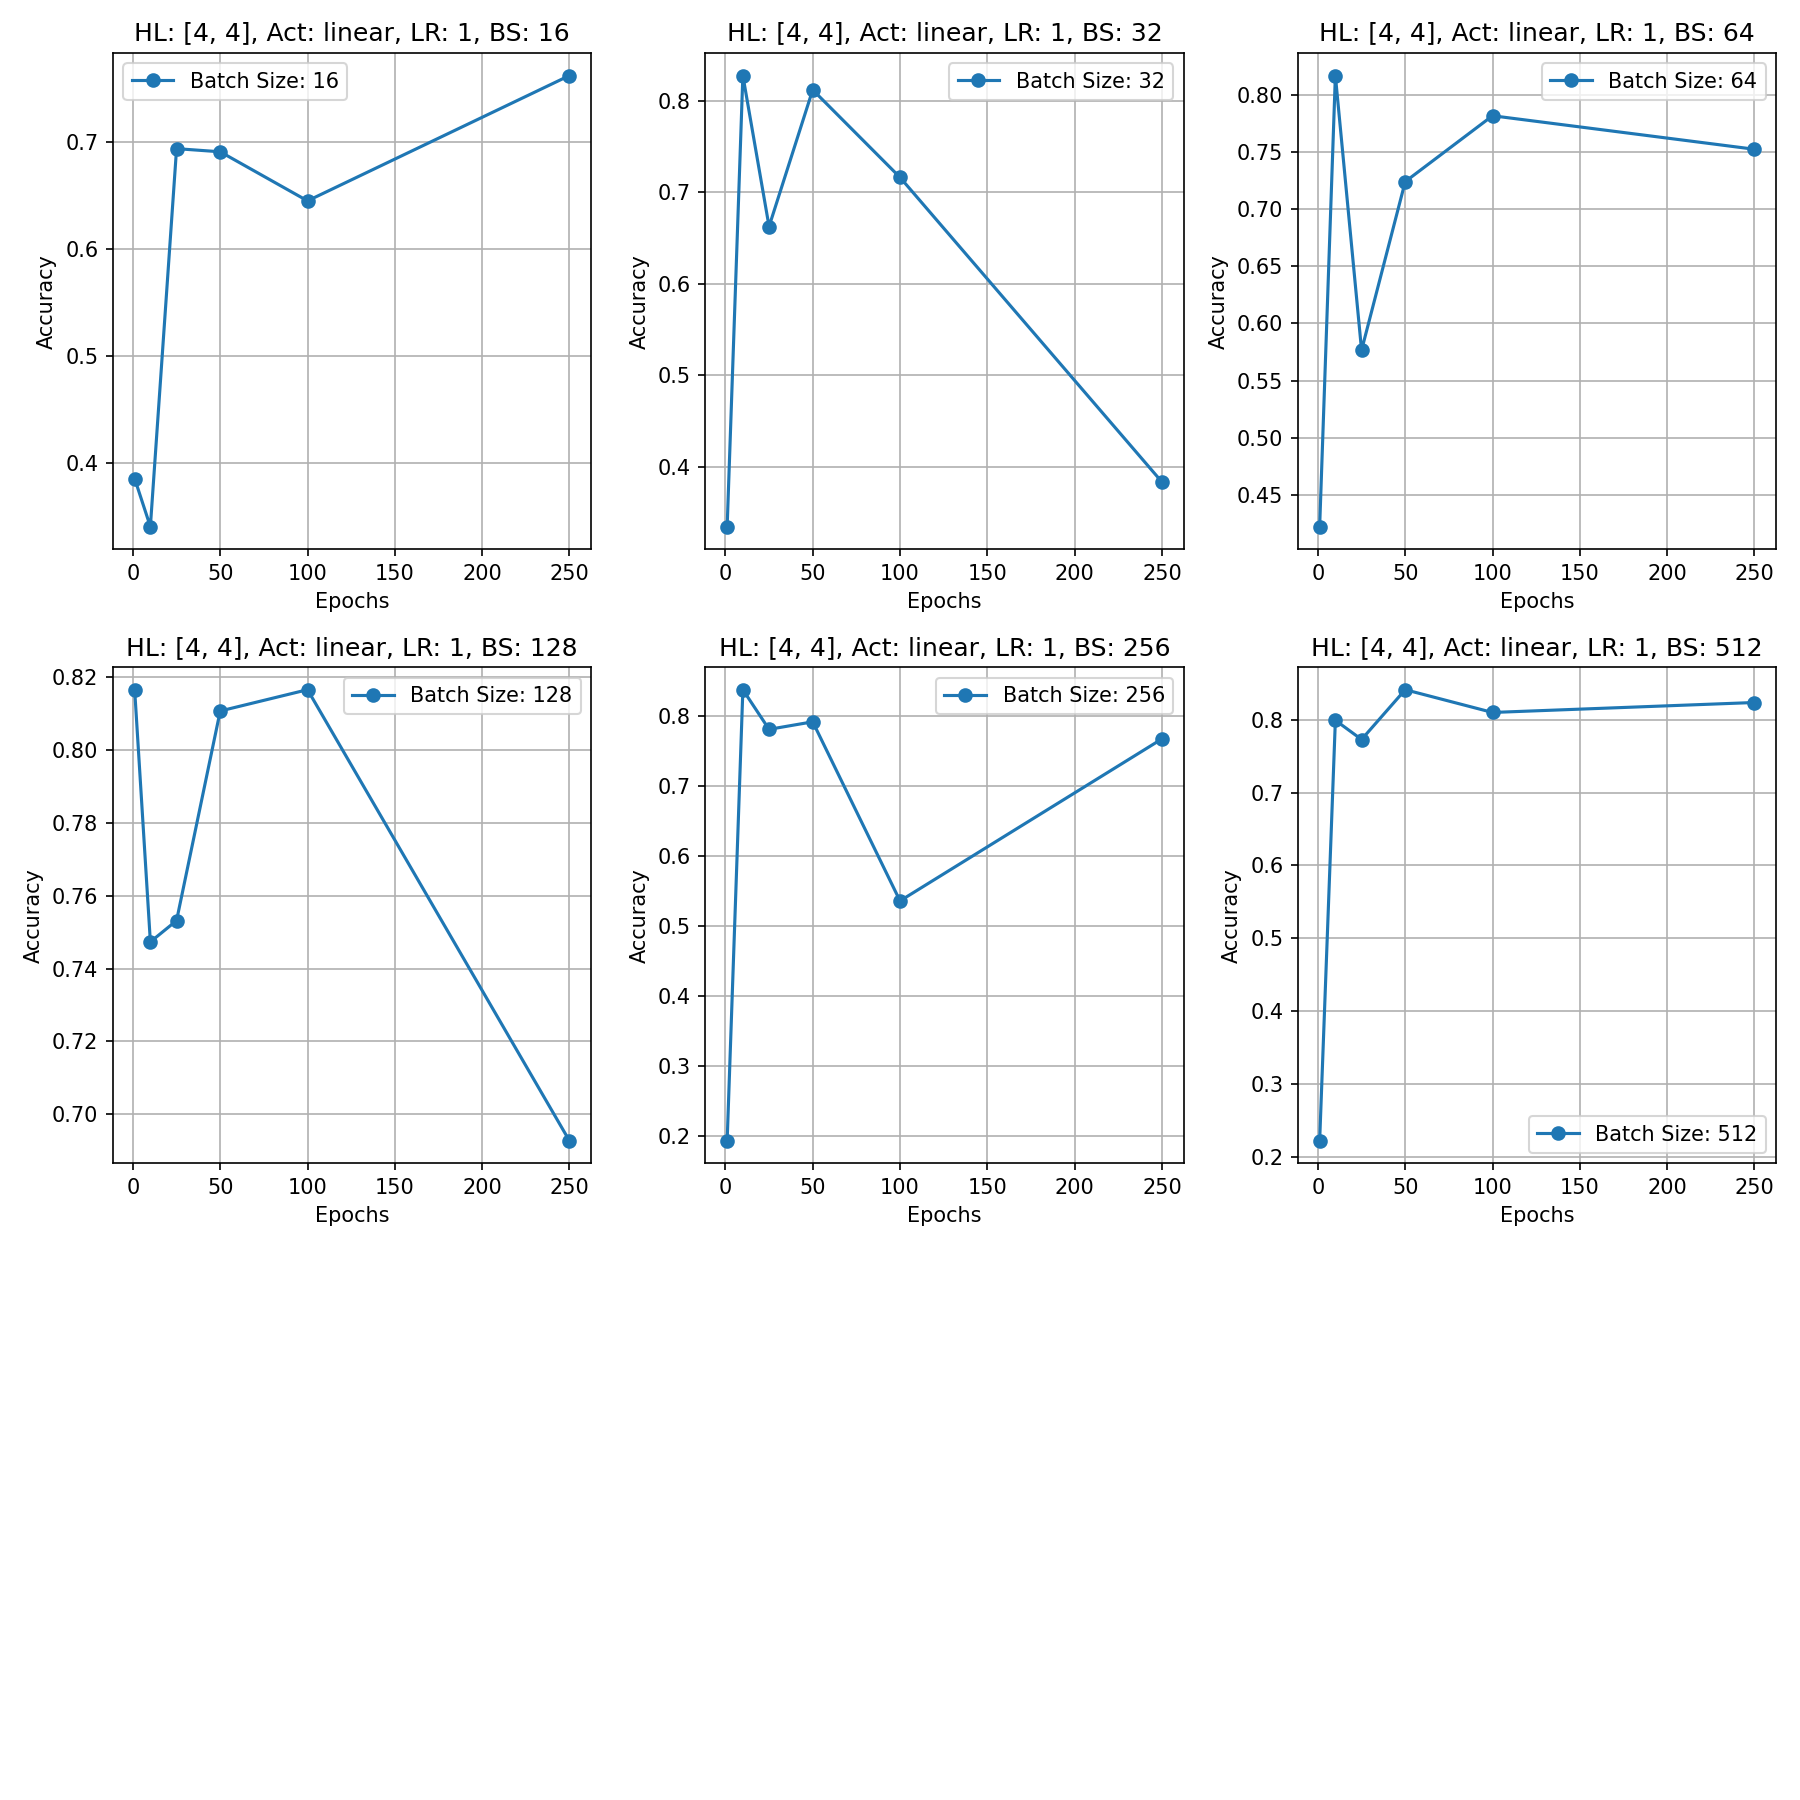 HL: [4, 4], Act: linear, LR: 1, BS: 16
Batch Size: 16
0.7
0.6
0.5
0.4
Accuracy
0 50 100 150 200 250
Epochs
HL: [4, 4], Act: linear, LR: 1, BS: 32
Batch Size: 32
0.8
0.7
0.6
0.5
0.4
Accuracy
0 50 100 150 200 250
Epochs
HL: [4, 4], Act: linear, LR: 1, BS: 64
Batch Size: 64
0.80
0.75
0.70
0.65
0.60
0.55
0.50
0.45
Accuracy
0 50 100 150 200 250
Epochs
HL: [4, 4], Act: linear, LR: 1, BS: 128
Batch Size: 128
0.82
0.80
0.78
0.76
0.74
0.72
0.70
Accuracy
0 50 100 150 200 250
Epochs
HL: [4, 4], Act: linear, LR: 1, BS: 256
Batch Size: 256
0.8
0.7
0.6
0.5
0.4
0.3
0.2
Accuracy
0 50 100 150 200 250
Epochs
HL: [4, 4], Act: linear, LR: 1, BS: 512
0.8
0.7
0.6
0.5
0.4
0.3
0.2
Accuracy
Batch Size: 512
0 50 100 150 200 250
Epochs